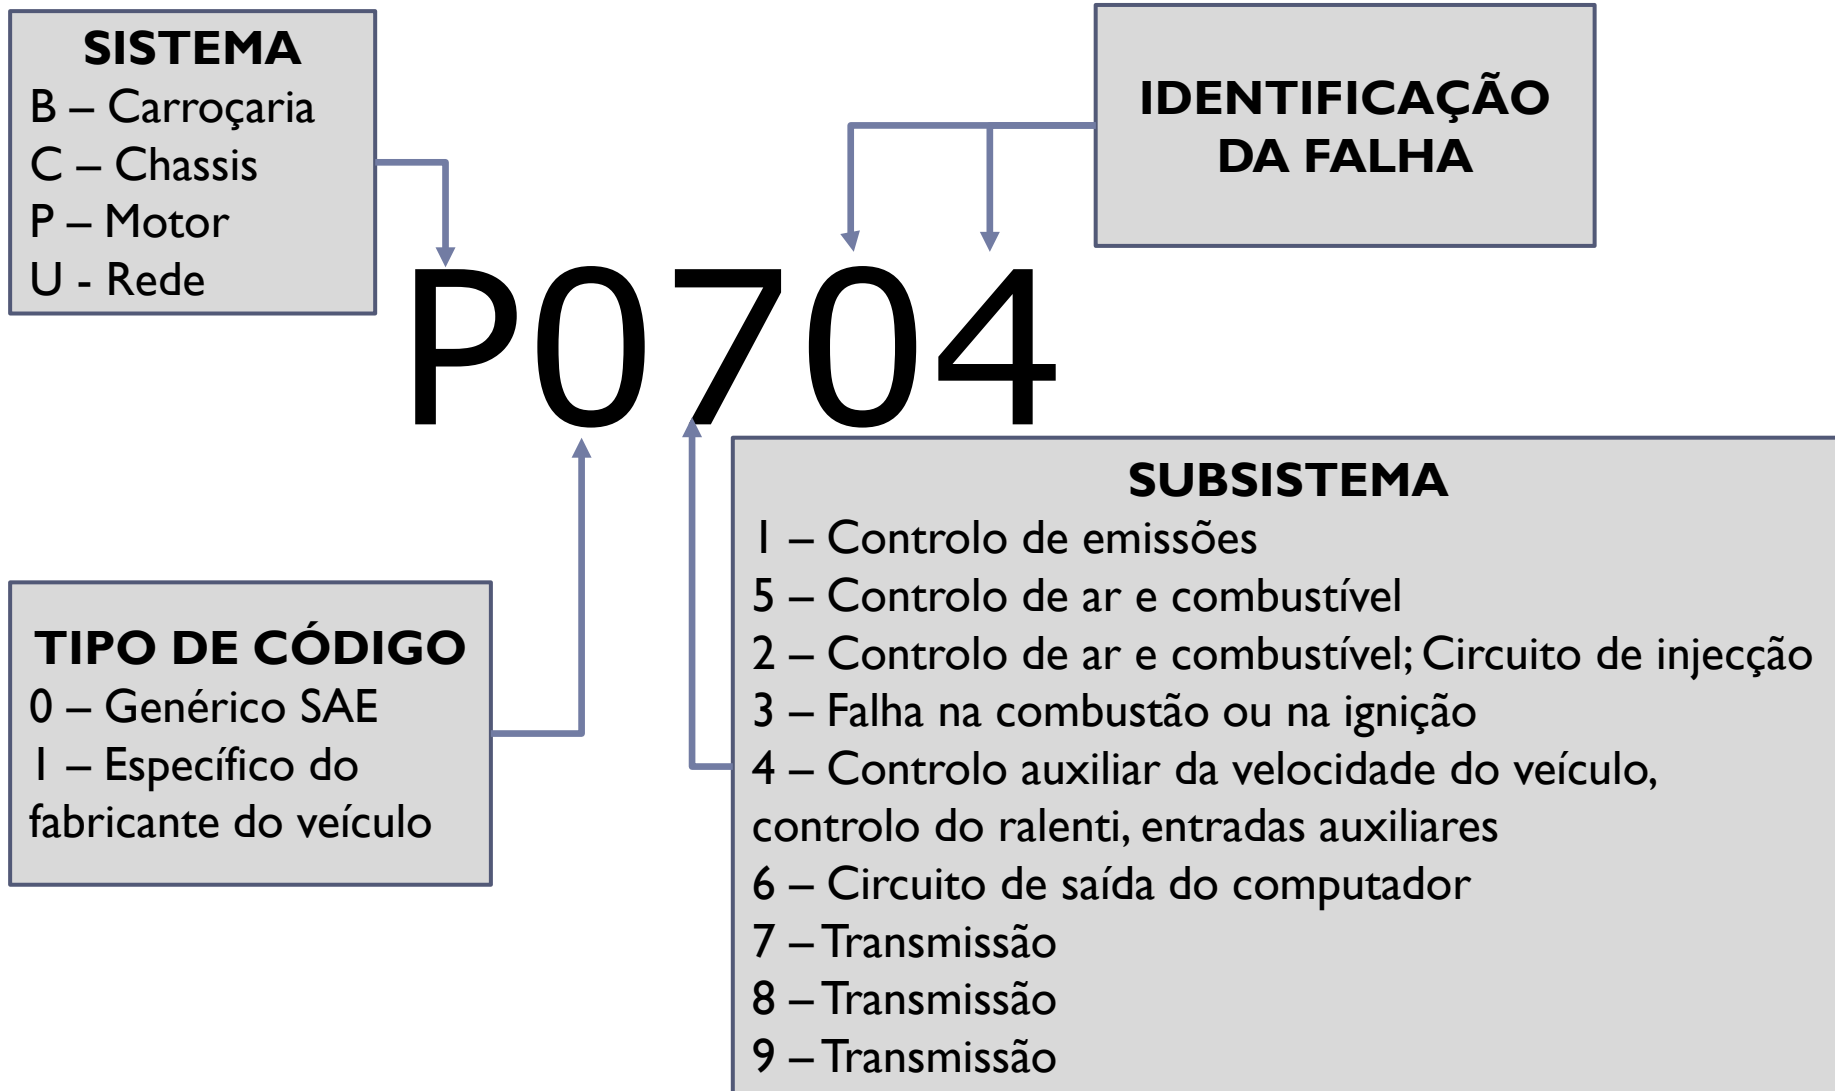 SISTEMA
B – Carroçaria
C – Chassis
P – Motor
U - Rede
IDENTIFICAÇÃO
DA FALHA
P0704
TIPO DE CÓDIGO
0 – Genérico SAE
1 – Específico do
fabricante do veículo
SUBSISTEMA
1 – Controlo de emissões
5 – Controlo de ar e combustível
2 – Controlo de ar e combustível; Circuito de injecção
3 – Falha na combustão ou na ignição
4 – Controlo auxiliar da velocidade do veículo,
controlo do ralenti, entradas auxiliares
6 – Circuito de saída do computador
7 – Transmissão
8 – Transmissão
9 – Transmissão